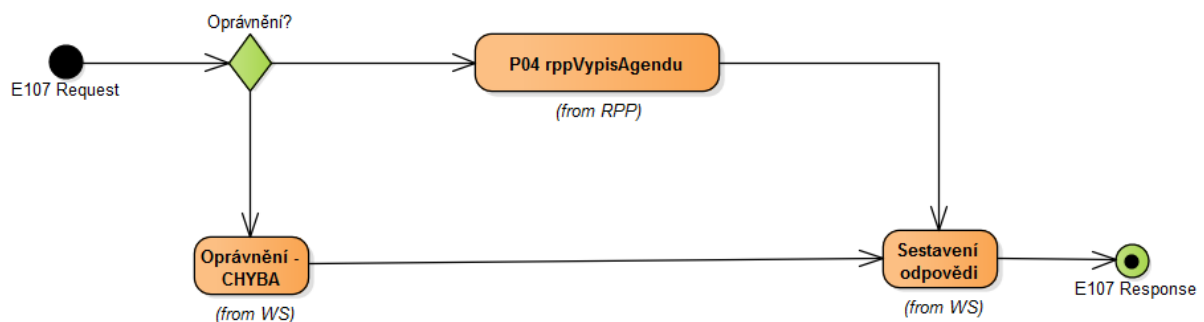 Oprávnění?
E107 Request
P04 rppVypisAgendu
(from RPP)
Oprávnění -
CHYBA
(from WS)
Sestavení
odpovědi
(from WS)
E107 Response